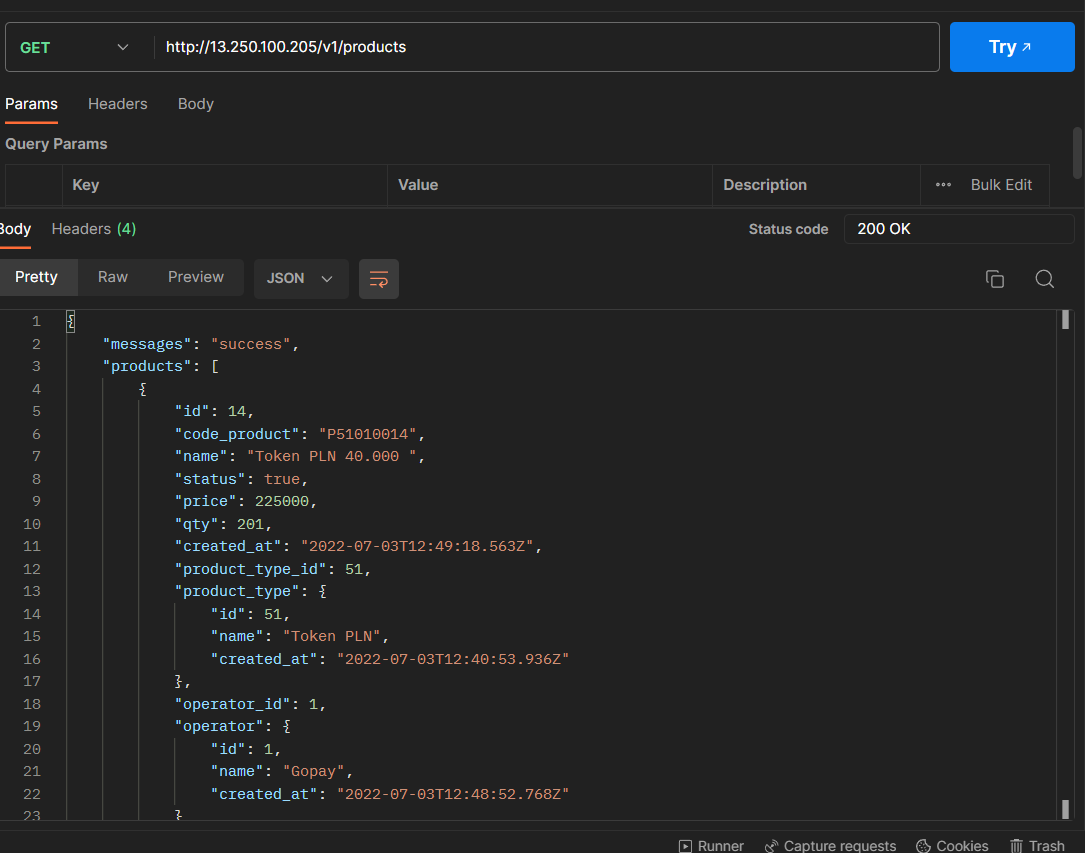 GET http://13.250.100.205/v1/products Try ↗
Params Headers Body
Query Params
Key Value Description ••• Bulk Edit
Body Headers (4) Status code 200 OK
Pretty Raw Preview JSON
1 {
2 "messages": "success",
3 "products": [
4 {
5 "id": 14,
6 "code_product": "P51010014",
7 "name": "Token PLN 40.000 ",
8 "status": true,
9 "price": 225000,
10 "qty": 201,
11 "created_at": "2022-07-03T12:49:18.563Z",
12 "product_type_id": 51,
13 "product_type": {
14 "id": 51,
15 "name": "Token PLN",
16 "created_at": "2022-07-03T12:40:53.936Z"
17 },
18 "operator_id": 1,
19 "operator": {
20 "id": 1,
21 "name": "Gopay",
22 "created_at": "2022-07-03T12:48:52.768Z"
23 }
Runner Capture requests Cookies Trash